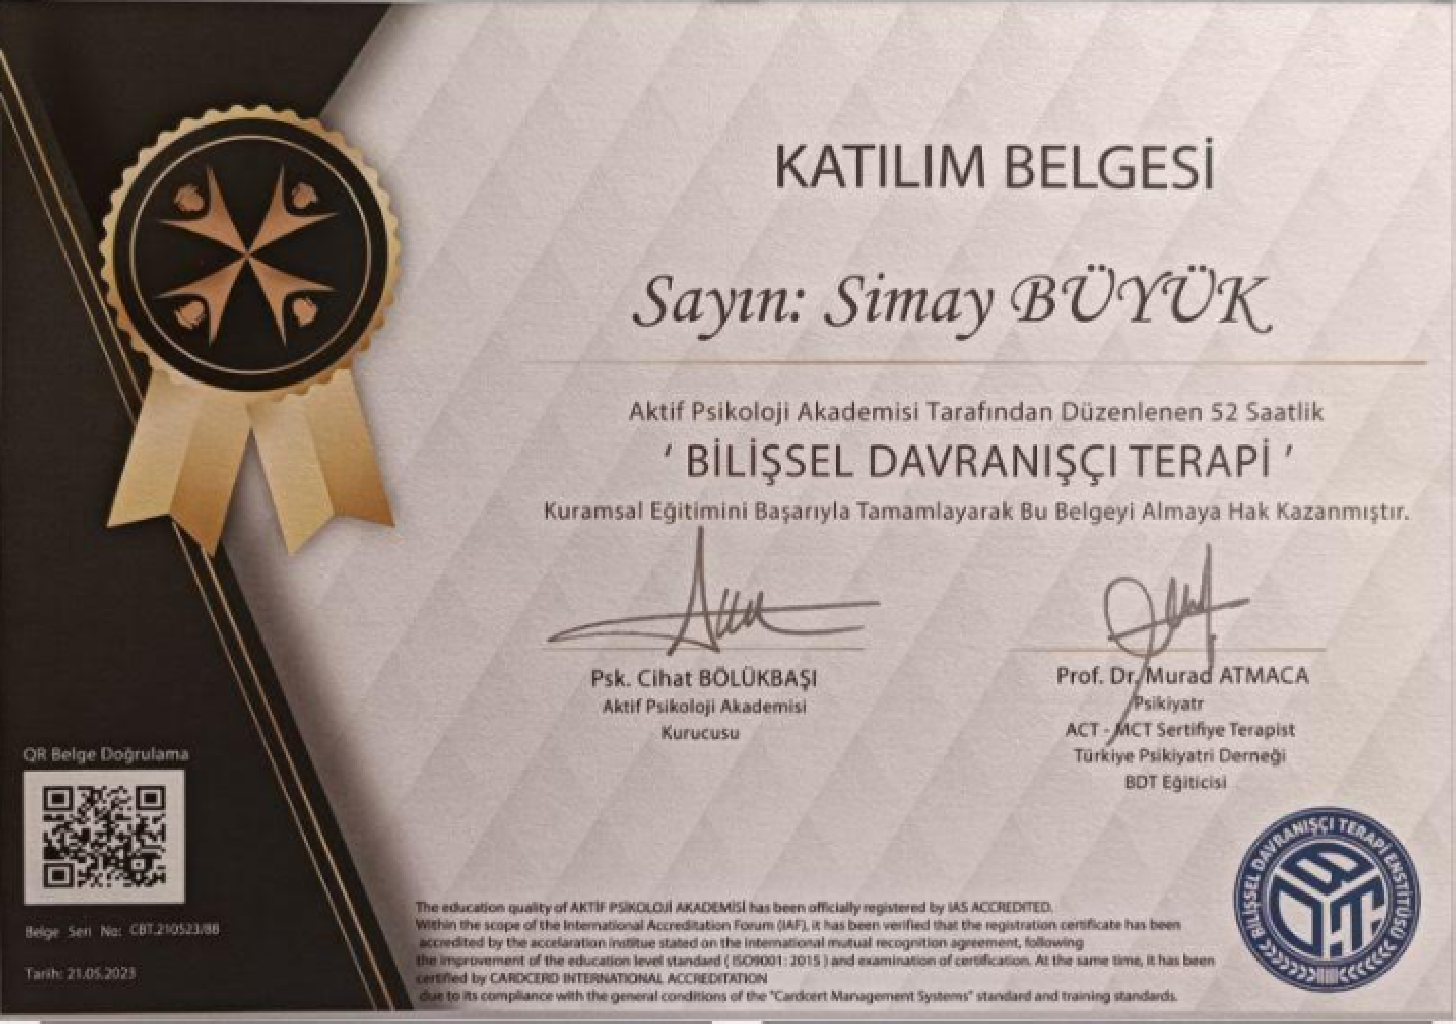 KATILIM BELGESİ
Sayın: Simay BÜYÜK
Aktif Psikoloji Akademisi Tarafından Düzenlenen 52 Saatlik
' BİLİŞSEL DAVRANIŞÇI TERAPİ '
Kuramsal Eğitimini Başarıyla Tamamlayarak Bu Belgeyi Almaya Hak Kazanmıştır.
Psk. Cihat BÖLÜKBAŞI
Aktif Psikoloji Akademisi
Kurucusu
Prof. Dr. Murad ATMACA
Psikiyatr
ACT - MCT Sertifiye Terapist
Türkiye Psikiyatri Derneği
BDT Eğiticisi
QR Belge Doğrulama
Belge Seri No: CBT.210523/88
Tarih: 21.05.2023
The education quality of AKTİF PSİKOLOJİ AKADEMİSİ has been officially registered by IAS ACCREDITED.
Within the scope of the International Accreditation Forum (IAF), it has been verified that the registration certificate has been
accredited by the accelaration institue stated on the international mutual recognition agreement, following
the improvement of the education level standard ( ISO9001: 2015 ) and examination of certification. At the same time, it has been
certified by CARDCERD INTERNATIONAL ACCREDITATION
due to its compliance with the general conditions of the "Cardcert Management Systems" standard and training standards.
BİLİŞSEL DAVRANIŞÇI TERAPİ ENSTİTÜSÜ
BDT